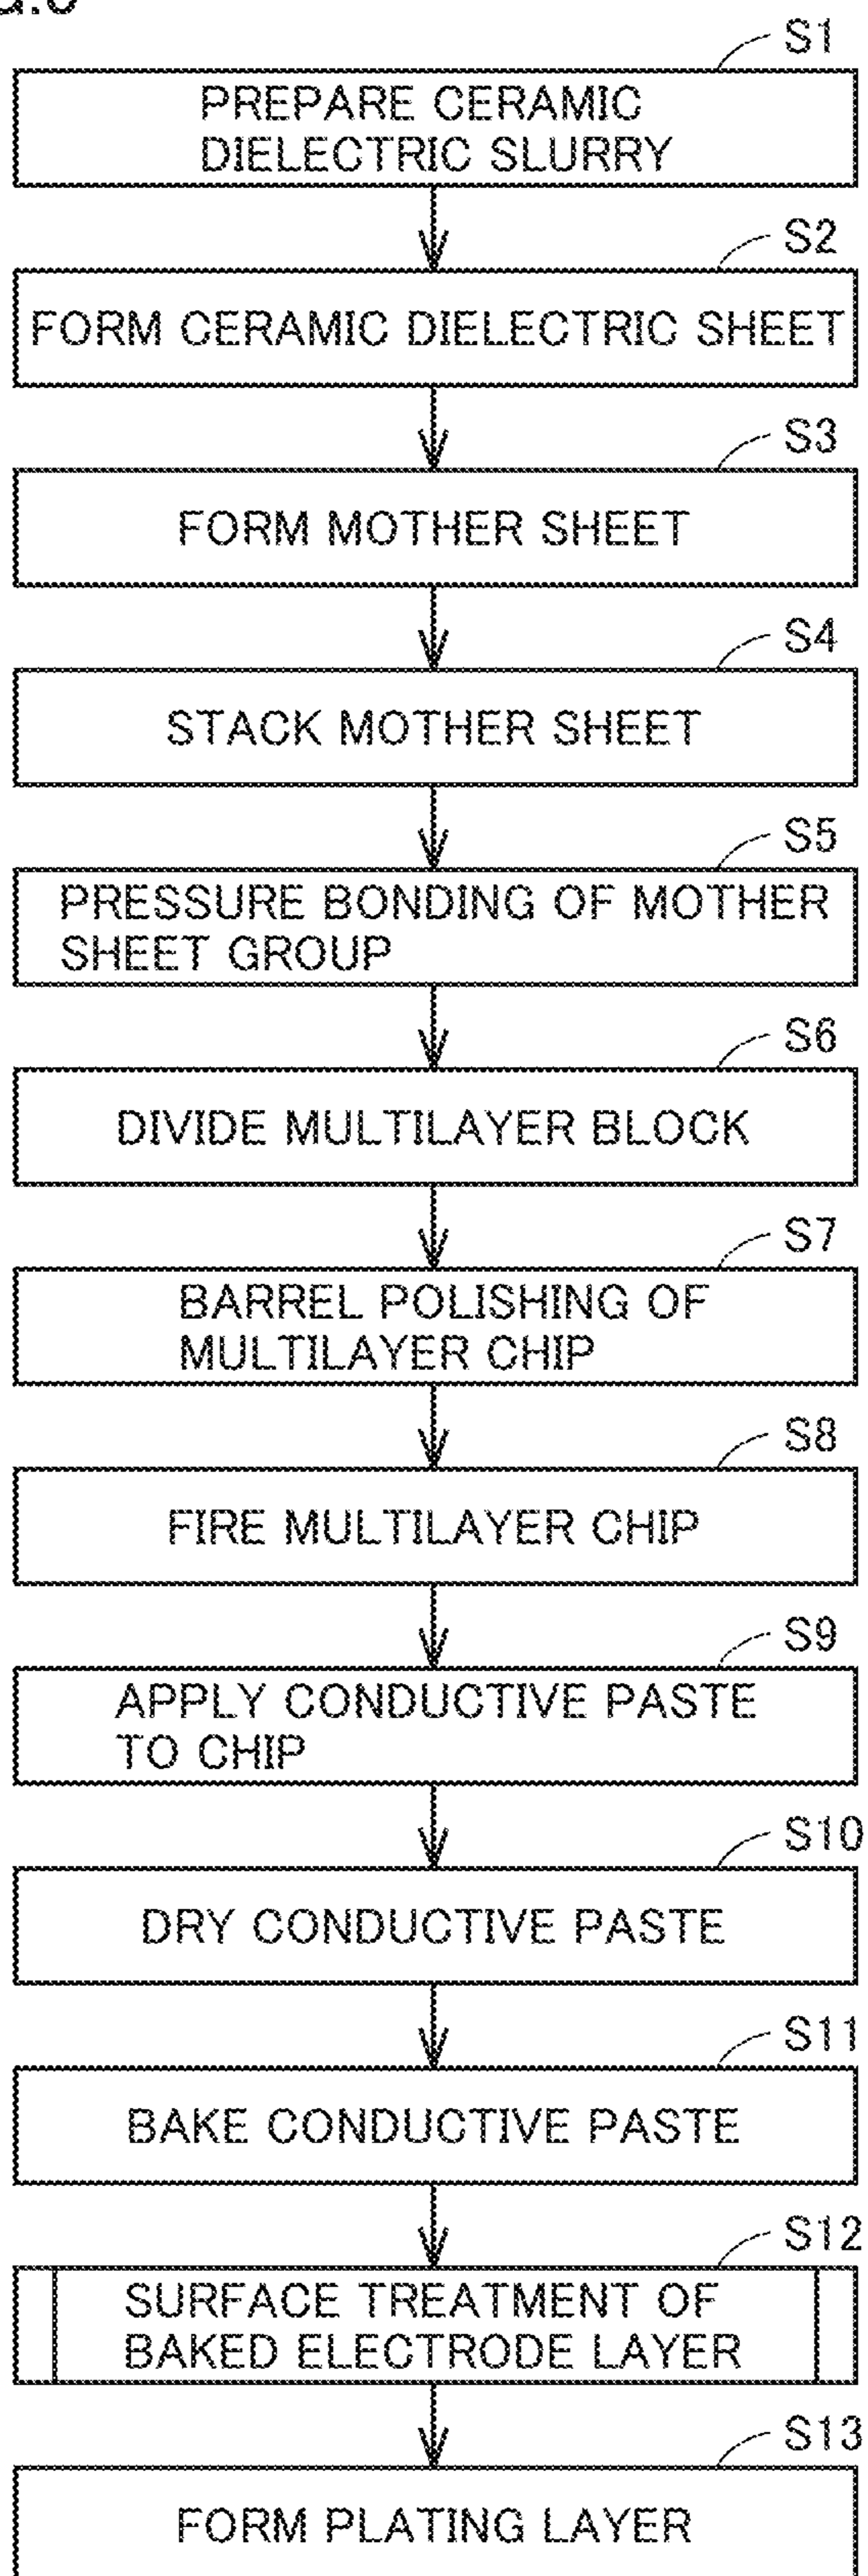 S1
PREPARE CERAMIC
DIELECTRIC SLURRY
S2
FORM CERAMIC DIELECTRIC SHEET
S3
FORM MOTHER SHEET
S4
STACK MOTHER SHEET
S5
PRESSURE BONDING OF MOTHER
SHEET GROUP
S6
DIVIDE MULTILAYER BLOCK
S7
BARREL POLISHING OF
MULTILAYER CHIP
S8
FIRE MULTILAYER CHIP
S9
APPLY CONDUCTIVE PASTE
TO CHIP
S10
DRY CONDUCTIVE PASTE
S11
BAKE CONDUCTIVE PASTE
S12
SURFACE TREATMENT OF
BAKED ELECTRODE LAYER
S13
FORM PLATING LAYER